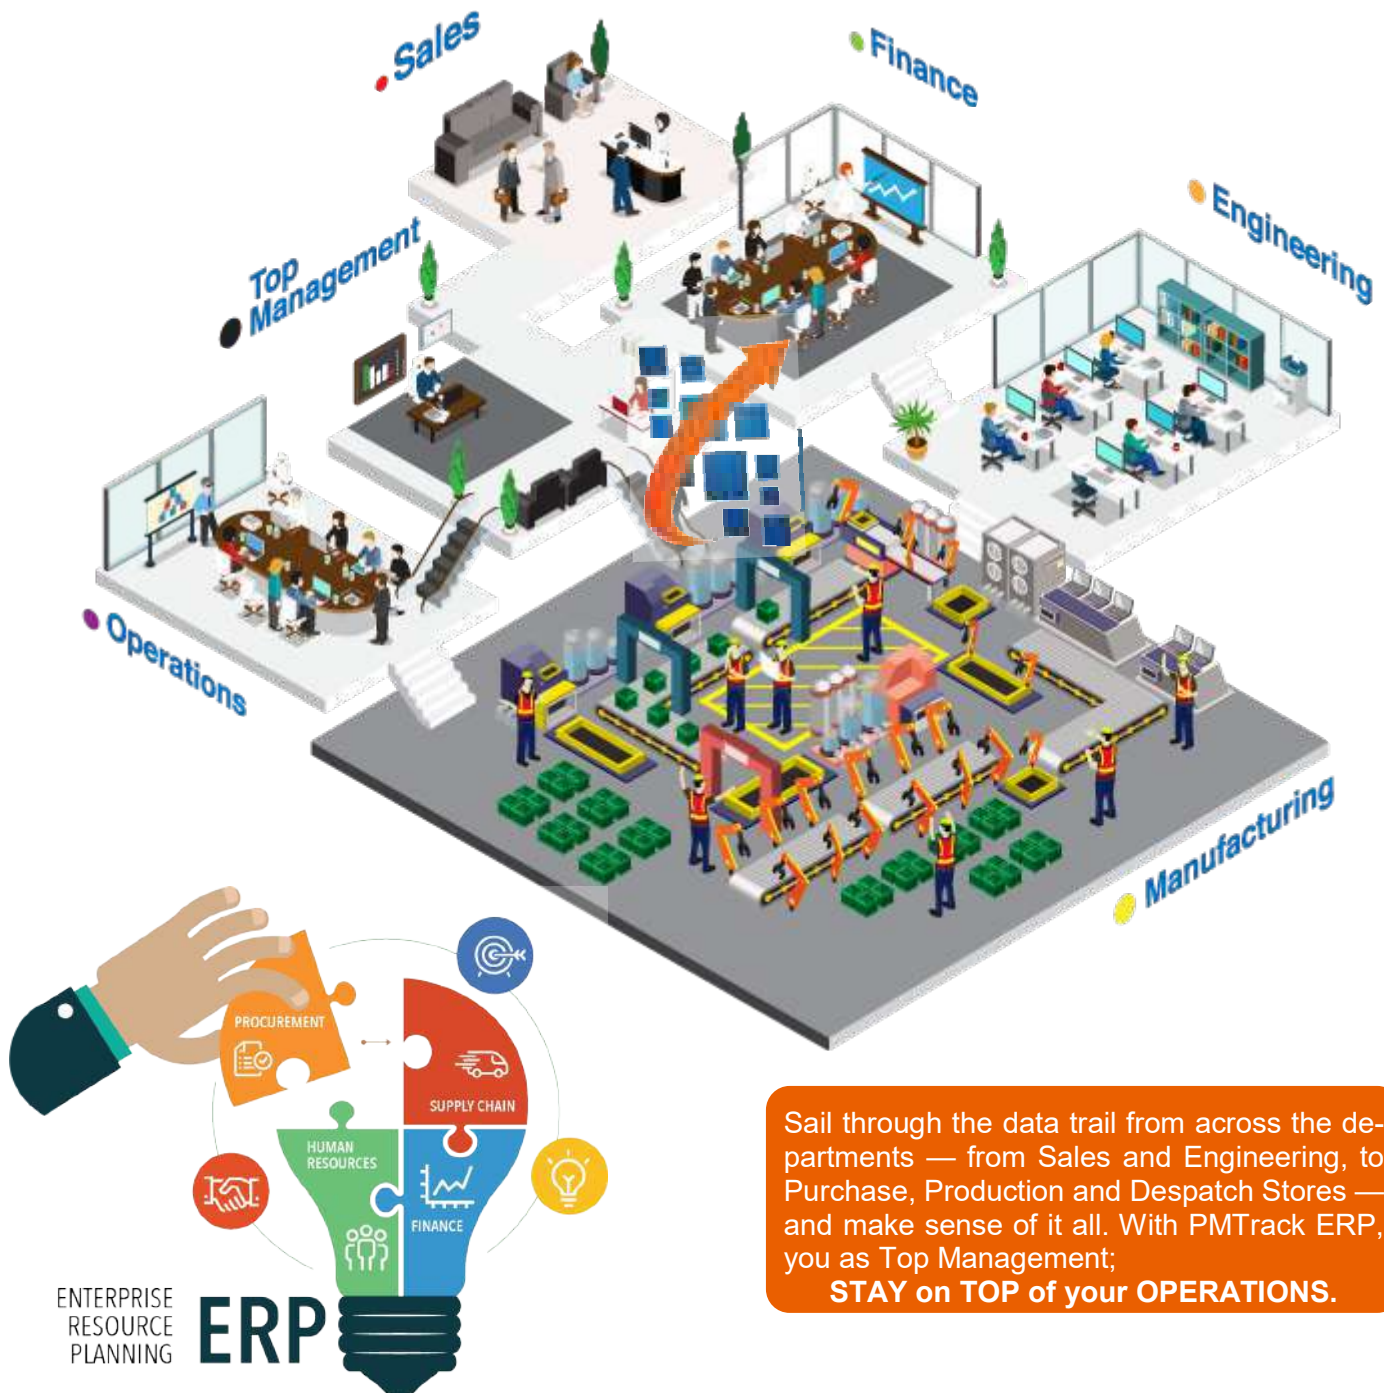 Sales
Finance
Engineering
Top
Management
Operations
Manufacturing
PROCUREMENT
SUPPLY CHAIN
HUMAN
RESOURCES
FINANCE
ENTERPRISE
RESOURCE
PLANNING
ERP
Sail through the data trail from across the de-
partments — from Sales and Engineering, to
Purchase, Production and Despatch Stores —
and make sense of it all. With PMTrack ERP,
you as Top Management;
STAY on TOP of your OPERATIONS.